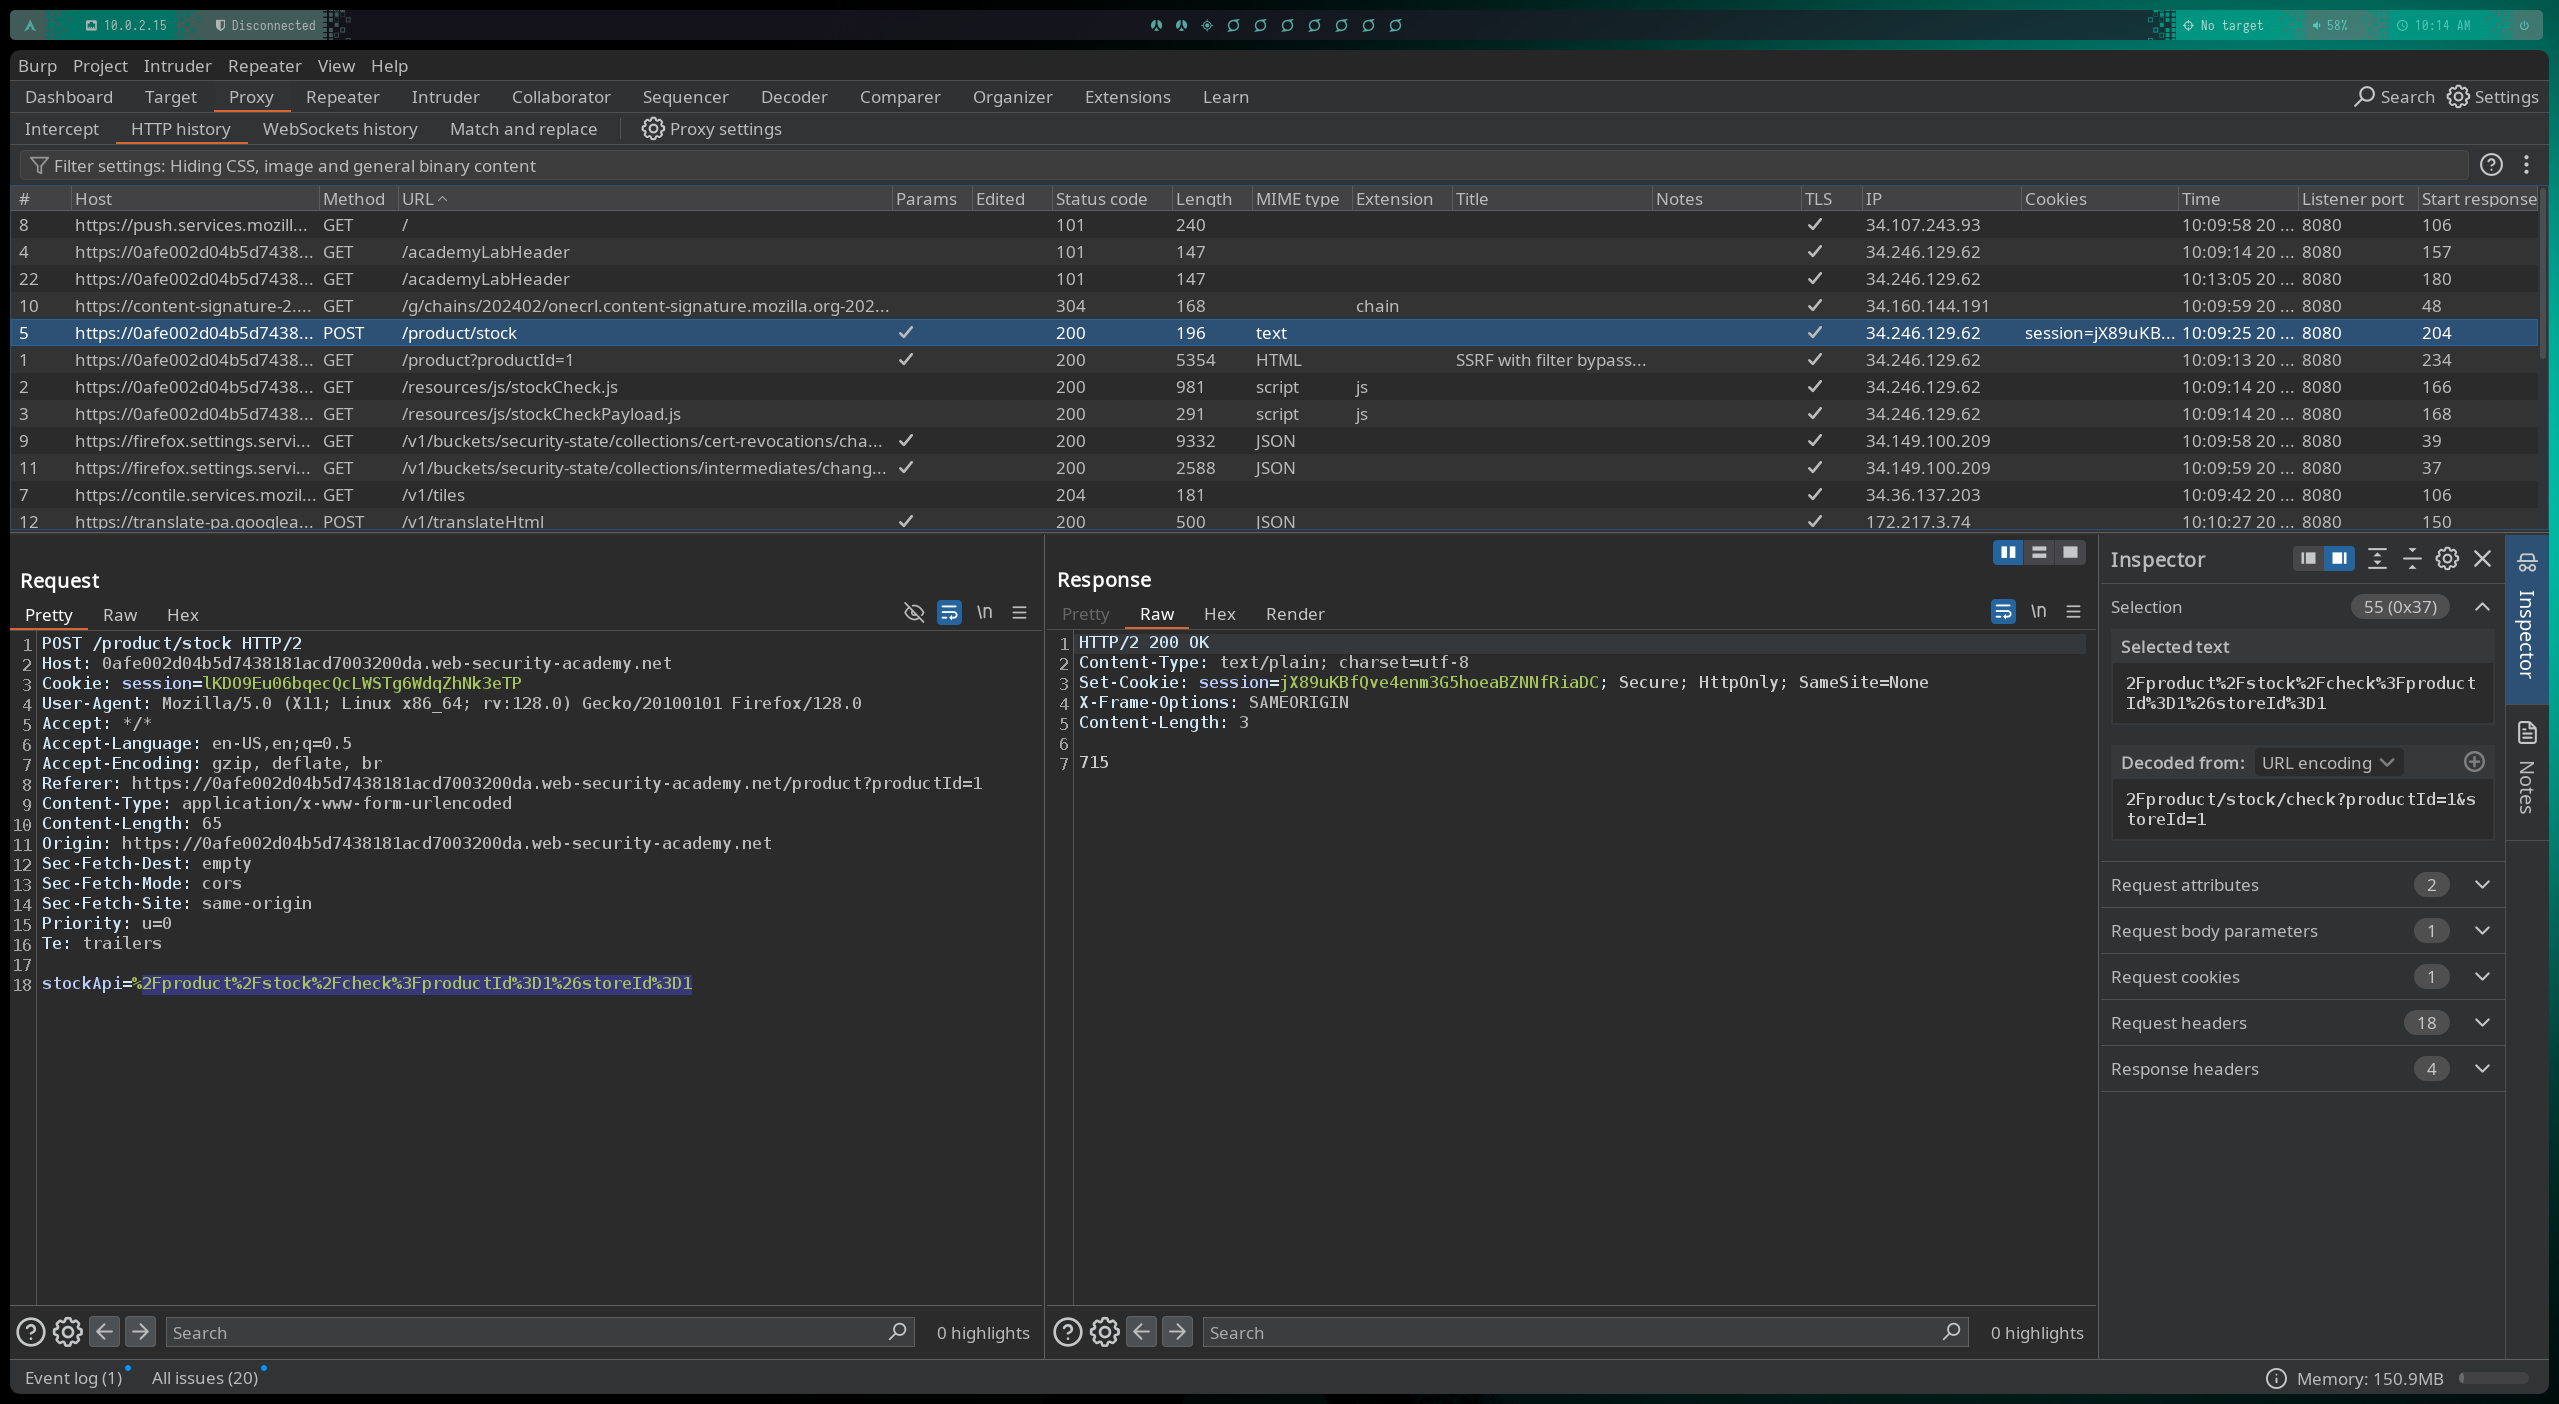 10.0.2.15 Disconnected No target 58% 10:14 AM
Burp Project Intruder Repeater View Help
Dashboard Target Proxy Repeater Intruder Collaborator Sequencer Decoder Comparer Organizer Extensions Learn Search Settings
Intercept HTTP history WebSockets history Match and replace Proxy settings
Filter settings: Hiding CSS, image and general binary content
# Host Method URL Params Edited Status code Length MIME type Extension Title Notes TLS IP Cookies Time Listener port Start response
8 https://push.services.mozill... GET / 101 240 34.107.243.93 10:09:58 20 ... 8080 106
4 https://0afe002d04b5d7438... GET /academyLabHeader 101 147 34.246.129.62 10:09:14 20 ... 8080 157
22 https://0afe002d04b5d7438... GET /academyLabHeader 101 147 34.246.129.62 10:13:05 20 ... 8080 180
10 https://content-signature-2.... GET /g/chains/202402/onecrl.content-signature.mozilla.org-202... 304 168 chain 34.160.144.191 10:09:59 20 ... 8080 48
5 https://0afe002d04b5d7438... POST /product/stock 200 196 text 34.246.129.62 session=jX89uKB... 10:09:25 20 ... 8080 204
1 https://0afe002d04b5d7438... GET /product?productId=1 200 5354 HTML SSRF with filter bypass... 34.246.129.62 10:09:13 20 ... 8080 234
2 https://0afe002d04b5d7438... GET /resources/js/stockCheck.js 200 981 script js 34.246.129.62 10:09:14 20 ... 8080 166
3 https://0afe002d04b5d7438... GET /resources/js/stockCheckPayload.js 200 291 script js 34.246.129.62 10:09:14 20 ... 8080 168
9 https://firefox.settings.servi... GET /v1/buckets/security-state/collections/cert-revocations/cha... 200 9332 JSON 34.149.100.209 10:09:58 20 ... 8080 39
11 https://firefox.settings.servi... GET /v1/buckets/security-state/collections/intermediates/chang... 200 2588 JSON 34.149.100.209 10:09:59 20 ... 8080 37
7 https://contile.services.mozil... GET /v1/tiles 204 181 34.36.137.203 10:09:42 20 ... 8080 106
12 https://translate-pa.googlea... POST /v1/translateHtml 200 500 JSON 172.217.3.74 10:10:27 20 ... 8080 150
Request
Pretty Raw Hex \n
1 POST /product/stock HTTP/2
2 Host: 0afe002d04b5d7438181acd7003200da.web-security-academy.net
3 Cookie: session=lKDO9Eu06bqecQcLWSTg6WdqZhNk3eTP
4 User-Agent: Mozilla/5.0 (X11; Linux x86_64; rv:128.0) Gecko/20100101 Firefox/128.0
5 Accept: */*
6 Accept-Language: en-US,en;q=0.5
7 Accept-Encoding: gzip, deflate, br
8 Referer: https://0afe002d04b5d7438181acd7003200da.web-security-academy.net/product?productId=1
9 Content-Type: application/x-www-form-urlencoded
10 Content-Length: 65
11 Origin: https://0afe002d04b5d7438181acd7003200da.web-security-academy.net
12 Sec-Fetch-Dest: empty
13 Sec-Fetch-Mode: cors
14 Sec-Fetch-Site: same-origin
15 Priority: u=0
16 Te: trailers
17
18 stockApi=%2Fproduct%2Fstock%2Fcheck%3FproductId%3D1%26storeId%3D1
Search 0 highlights
Response
Pretty Raw Hex Render \n
1 HTTP/2 200 OK
2 Content-Type: text/plain; charset=utf-8
3 Set-Cookie: session=jX89uKBfQve4enm3G5hoeaBZNNfRiaDC; Secure; HttpOnly; SameSite=None
4 X-Frame-Options: SAMEORIGIN
5 Content-Length: 3
6
7 715
Search 0 highlights
Inspector
Selection 55 (0x37)
Selected text
2Fproduct%2Fstock%2Fcheck%3Fproduct
Id%3D1%26storeId%3D1
Decoded from: URL encoding
2Fproduct/stock/check?productId=1&s
toreId=1
Request attributes 2
Request body parameters 1
Request cookies 1
Request headers 18
Response headers 4
Inspector
Notes
Event log (1) All issues (20) Memory: 150.9MB